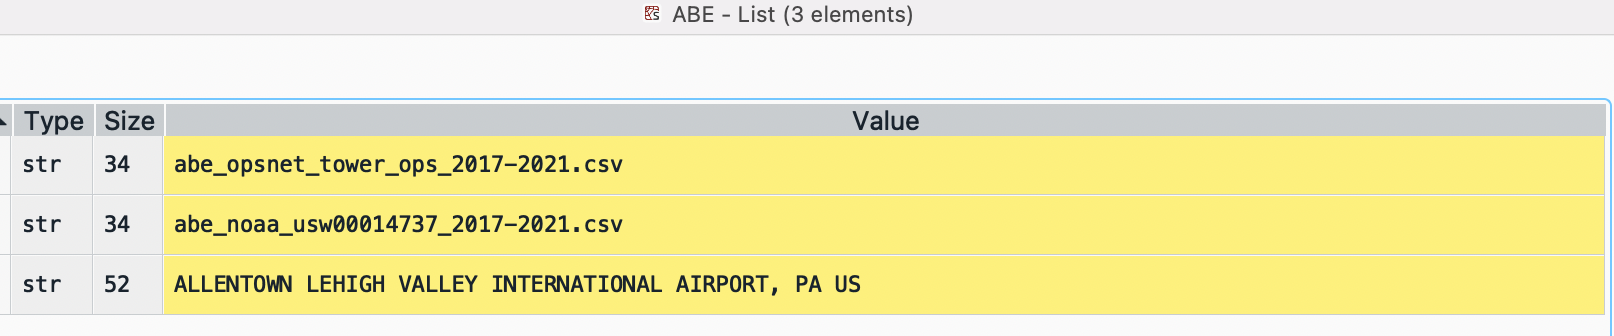 ABE - List (3 elements)
Type Size Value
str 34 abe_opsnet_tower_ops_2017-2021.csv
str 34 abe_noaa_usw00014737_2017-2021.csv
str 52 ALLENTOWN LEHIGH VALLEY INTERNATIONAL AIRPORT, PA US